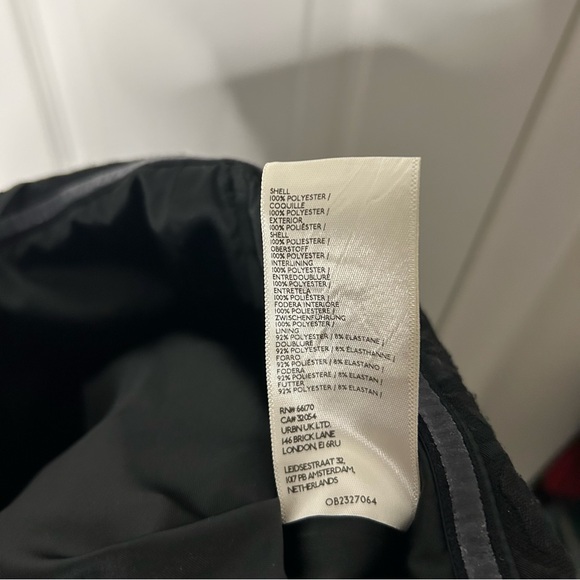 SHELL
100% POLYESTER /
COQUILLE
100% POLYESTER /
EXTERIOR
100% POLIÉSTER /
SHELL
100% POLIESTERE /
OBERSTOFF
100% POLYESTER /
INTERLINING
100% POLYESTER /
ENTREDOUBLURE
100% POLYESTER /
ENTRETELA
100% POLIÉSTER /
FODERA INTERIORE
100% POLIESTERE /
ZWISCHENFÜHRUNG
100% POLYESTER /
LINING
92% POLYESTER / 8% ELASTANE /
DOUBLURE
92% POLYESTER / 8% ELASTHANNE /
FORRO
92% POLIÉSTER / 8% ELASTANO /
FODERA
92% POLIESTERE / 8% ELASTAN /
FUTTER
92% POLYESTER / 8% ELASTAN
RN# 66170
CA# 32054
URBN UK LTD.
146 BRICK LANE
LONDON, E1 6RU
LEIDSESTRAAT 32,
1017 PB AMSTERDAM,
NETHERLANDS
OB2327064